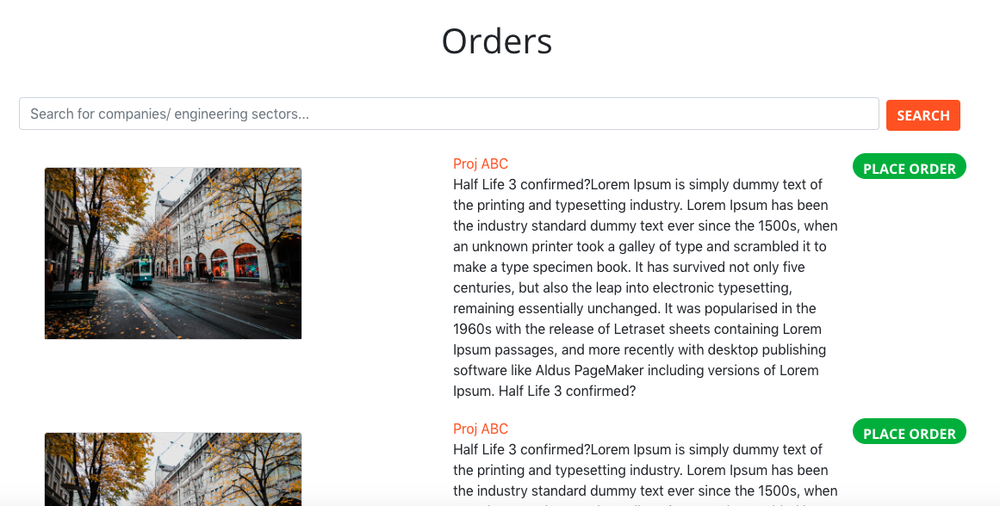 Orders
Search for companies/ engineering sectors...
SEARCH
Proj ABC
PLACE ORDER
Half Life 3 confirmed?Lorem Ipsum is simply dummy text of
the printing and typesetting industry. Lorem Ipsum has been
the industry standard dummy text ever since the 1500s, when
an unknown printer took a galley of type and scrambled it to
make a type specimen book. It has survived not only five
centuries, but also the leap into electronic typesetting,
remaining essentially unchanged. It was popularised in the
1960s with the release of Letraset sheets containing Lorem
Ipsum passages, and more recently with desktop publishing
software like Aldus PageMaker including versions of Lorem
Ipsum. Half Life 3 confirmed?
Proj ABC
PLACE ORDER
Half Life 3 confirmed?Lorem Ipsum is simply dummy text of
the printing and typesetting industry. Lorem Ipsum has been
the industry standard dummy text ever since the 1500s, when